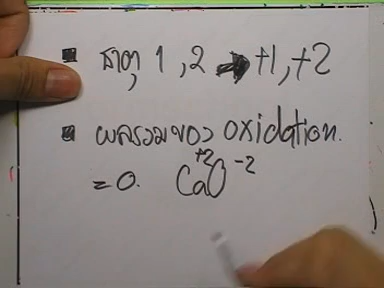 ธาตุ 1 , 2 → +1, +2
ผลรวมของ oxidation.
= 0. Ca⁺²O⁻²